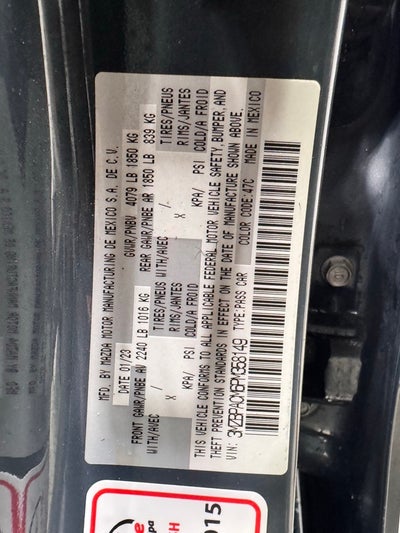 MFD. BY MAZDA MOTOR MANUFACTURING DE MEXICO S.A. DE C.V.
DATE 01/23 GVWR/PNBV 4079 LB 1850 KG
FRONT GAWR/PNBE AV 2240 LB 1016 KG REAR GAWR/PNBE AR 1850 LB 839 KG
WITH/AVEC / TIRES/PNEUS WITH/AVEC / TIRES/PNEUS
X RIMS/JANTES X RIMS/JANTES
KPA/ PSI COLD/A FROID KPA/ PSI COLD/A FROID
THIS VEHICLE CONFORMS TO ALL APPLICABLE FEDERAL MOTOR VEHICLE SAFETY, BUMPER, AND
THEFT PREVENTION STANDARDS IN EFFECT ON THE DATE OF MANUFACTURE SHOWN ABOVE.
VIN: 3MZBPACM6PM358149 TYPE:PASS CAR COLOR CODE:47C MADE IN MEXICO
e
pa
H
015